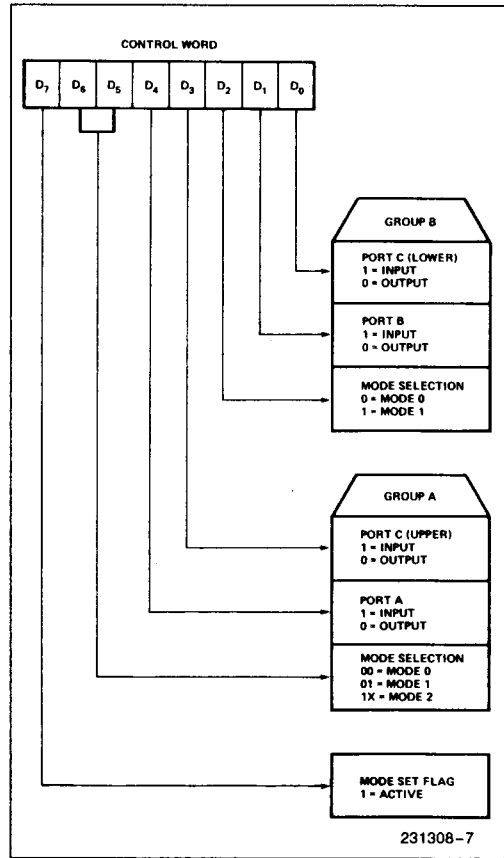 CONTROL WORD
D7 D6 D5 D4 D3 D2 D1 D0
GROUP B
PORT C (LOWER)
1 = INPUT
0 = OUTPUT
PORT B
1 = INPUT
0 = OUTPUT
MODE SELECTION
0 = MODE 0
1 = MODE 1
GROUP A
PORT C (UPPER)
1 = INPUT
0 = OUTPUT
PORT A
1 = INPUT
0 = OUTPUT
MODE SELECTION
00 = MODE 0
01 = MODE 1
1X = MODE 2
MODE SET FLAG
1 = ACTIVE
231308-7